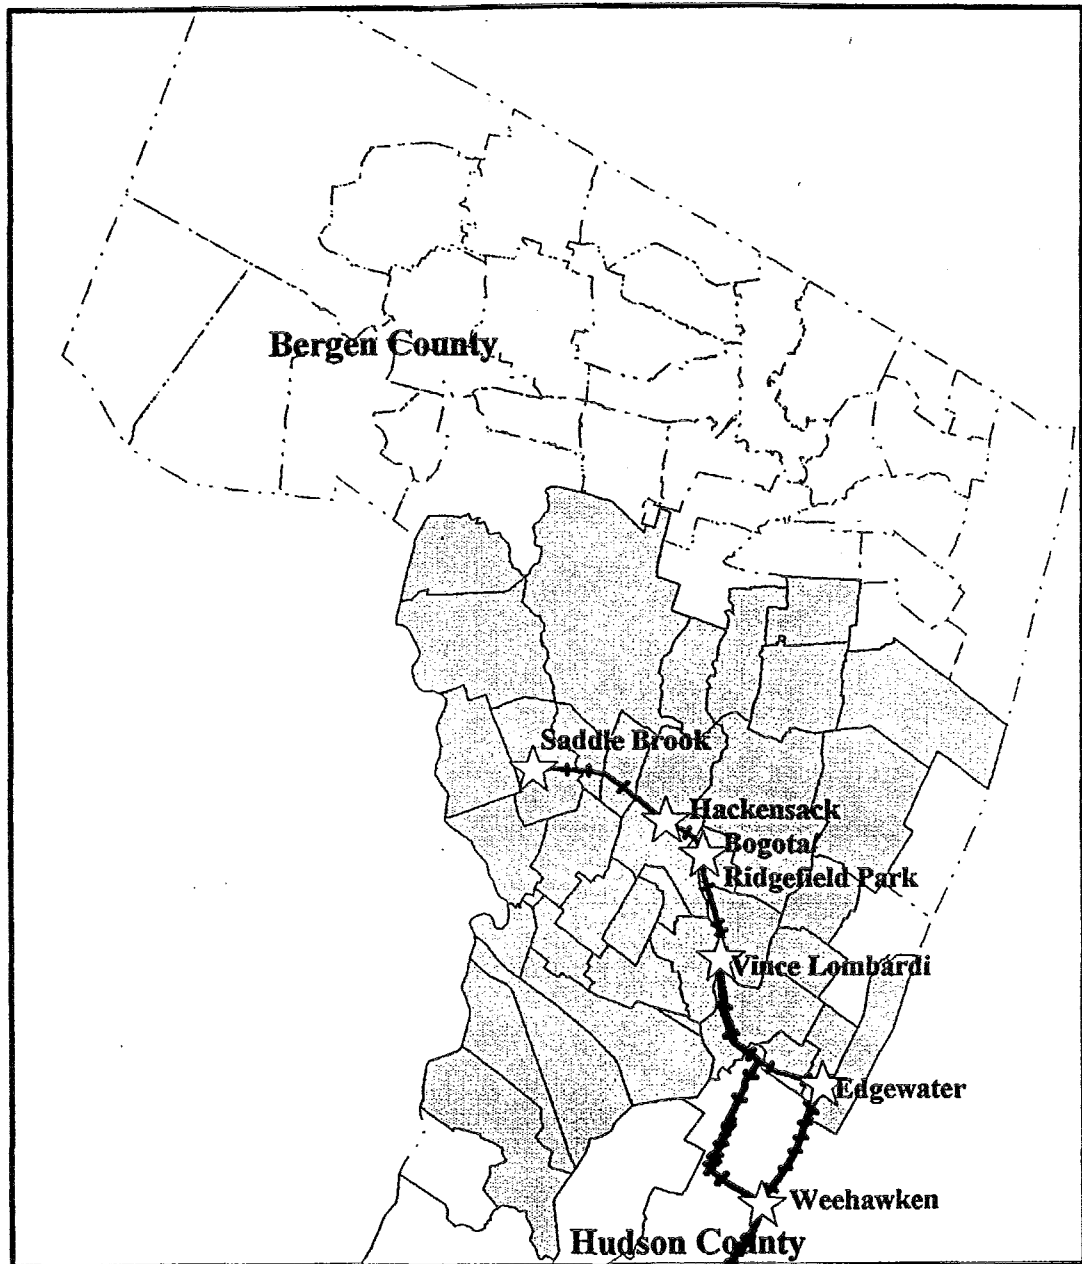 Bergen County
Saddle Brook
Hackensack
Bogota/
Ridgefield Park
Vince Lombardi
Edgewater
Weehawken
Hudson County